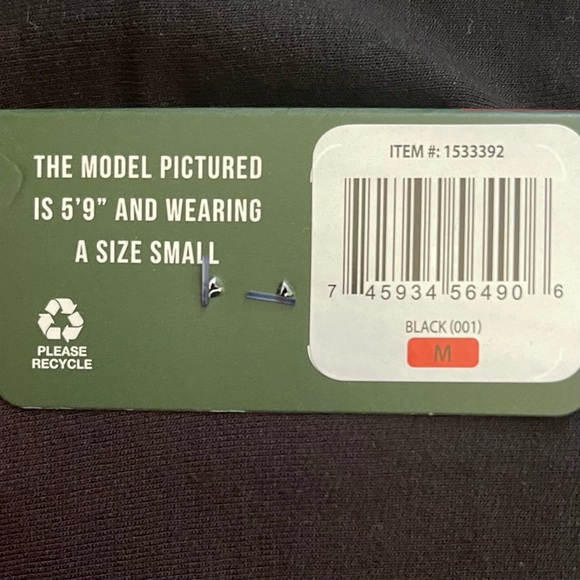 THE MODEL PICTURED
IS 5'9” AND WEARING
A SIZE SMALL
PLEASE
RECYCLE
ITEM #: 1533392
7 45934 56490 6
BLACK (001)
M